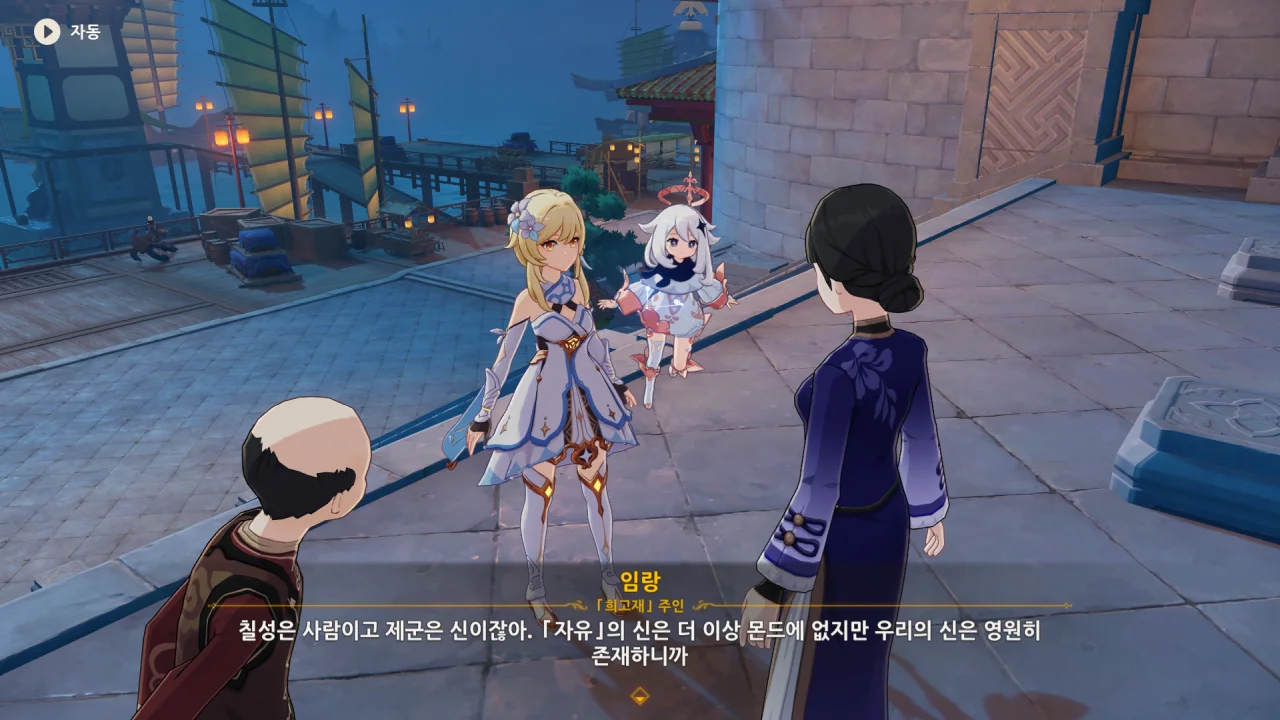 자동
임랑
「희고재」 주인
칠성은 사람이고 제군은 신이잖아. 「자유」의 신은 더 이상 몬드에 없지만 우리의 신은 영원히
존재하니까